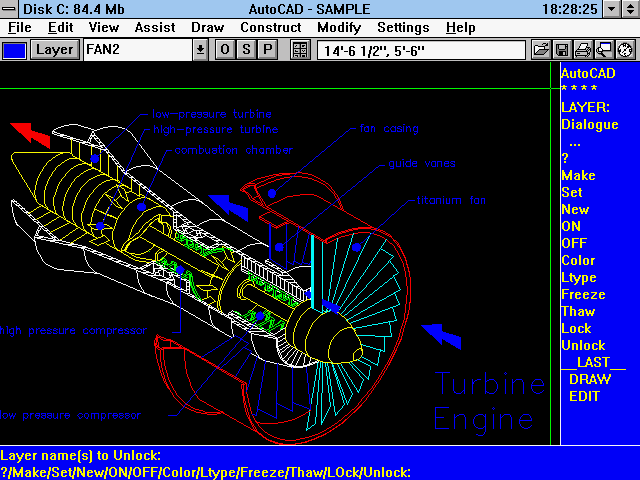 Disk C: 84.4 Mb AutoCAD - SAMPLE 18:28:25
File Edit View Assist Draw Construct Modify Settings Help
Layer FAN2 O S P 14'-6 1/2", 5'-6"
AutoCAD
* * * *
LAYER:
Dialogue
...
?
Make
Set
New
ON
OFF
Color
Ltype
Freeze
Thaw
Lock
Unlock
__LAST__
DRAW
EDIT
low-pressure turbine
high-pressure turbine
combustion chamber
fan casing
guide vanes
titanium fan
high pressure compressor
low pressure compressor
Turbine
Engine
Layer name(s) to Unlock:
?/Make/Set/New/ON/OFF/Color/Ltype/Freeze/Thaw/LOck/Unlock: